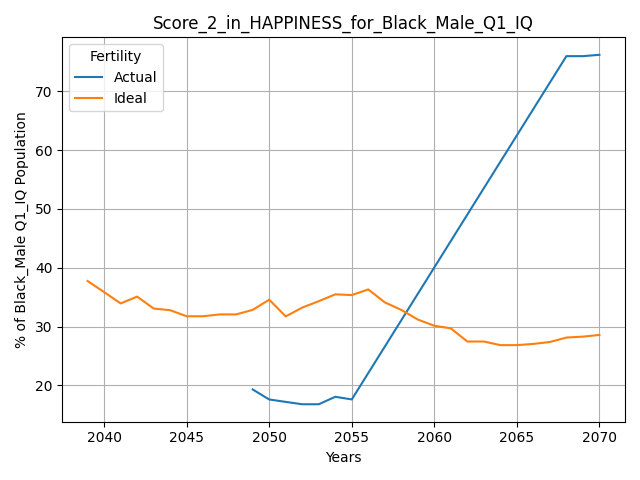 Score_2_in_HAPPINESS_for_Black_Male_Q1_IQ
Fertility
Actual
Ideal
% of Black_Male Q1_IQ Population
70
60
50
40
30
20
2040 2045 2050 2055 2060 2065 2070
Years